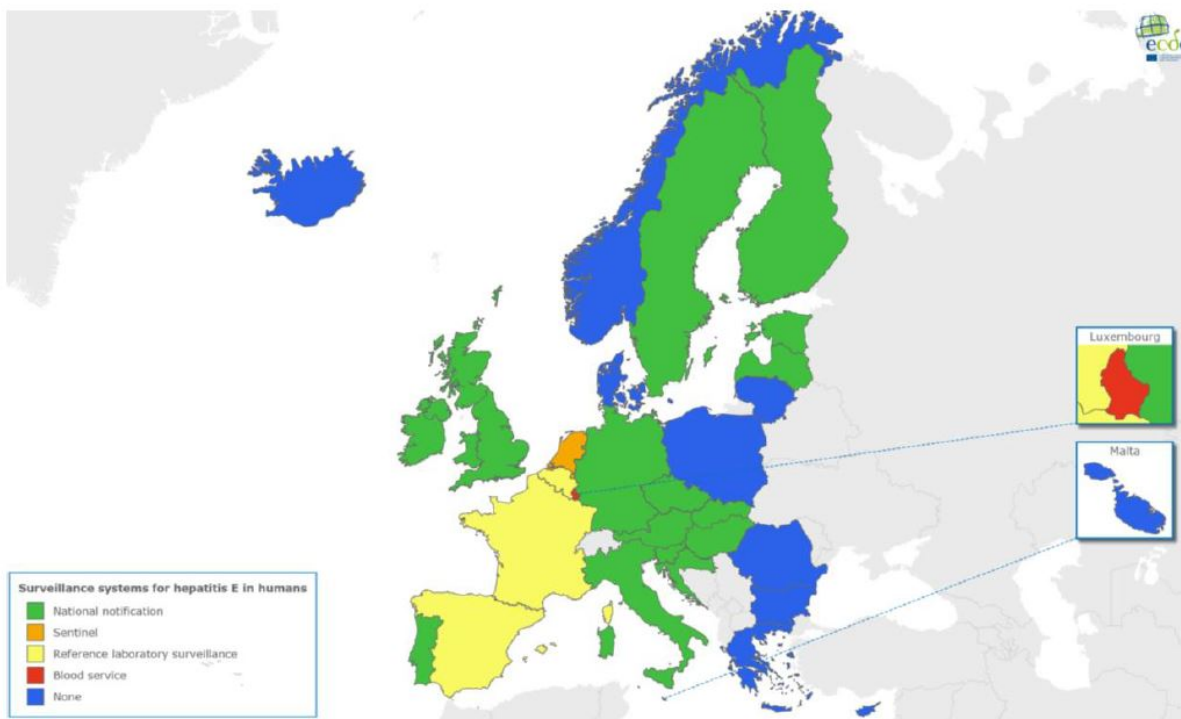 ecdc
Luxembourg
Malta
Surveillance systems for hepatitis E in humans
National notification
Sentinel
Reference laboratory surveillance
Blood service
None